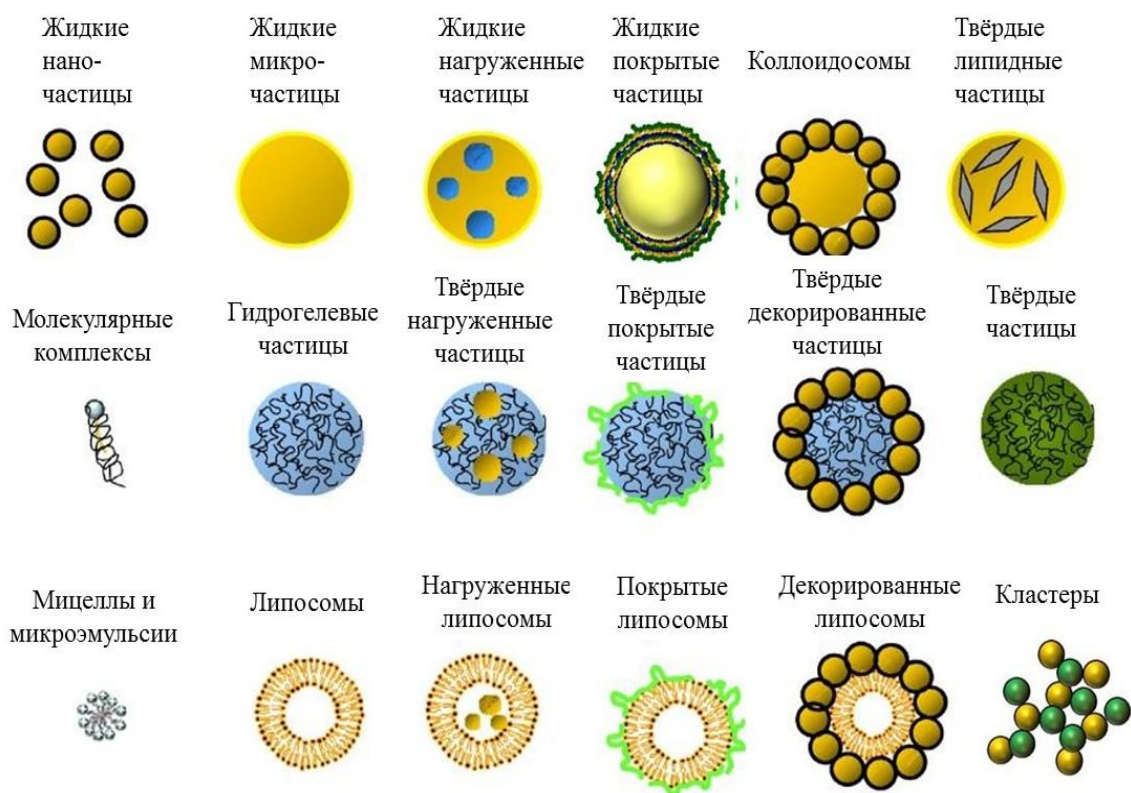 Жидкие
нано-
частицы
Жидкие
микро-
частицы
Жидкие
нагруженные
частицы
Жидкие
покрытые
частицы
Коллоидосомы
Твёрдые
липидные
частицы
Молекулярные
комплексы
Гидрогелевые
частицы
Твёрдые
нагруженные
частицы
Твёрдые
покрытые
частицы
Твёрдые
декорированные
частицы
Твёрдые
частицы
Мицеллы и
микроэмульсии
Липосомы
Нагруженные
липосомы
Покрытые
липосомы
Декорированные
липосомы
Кластеры